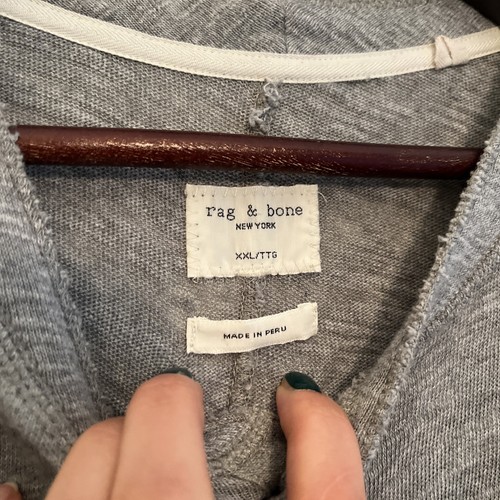 rag & bone
NEW YORK
XXL/TTG
MADE IN PERU